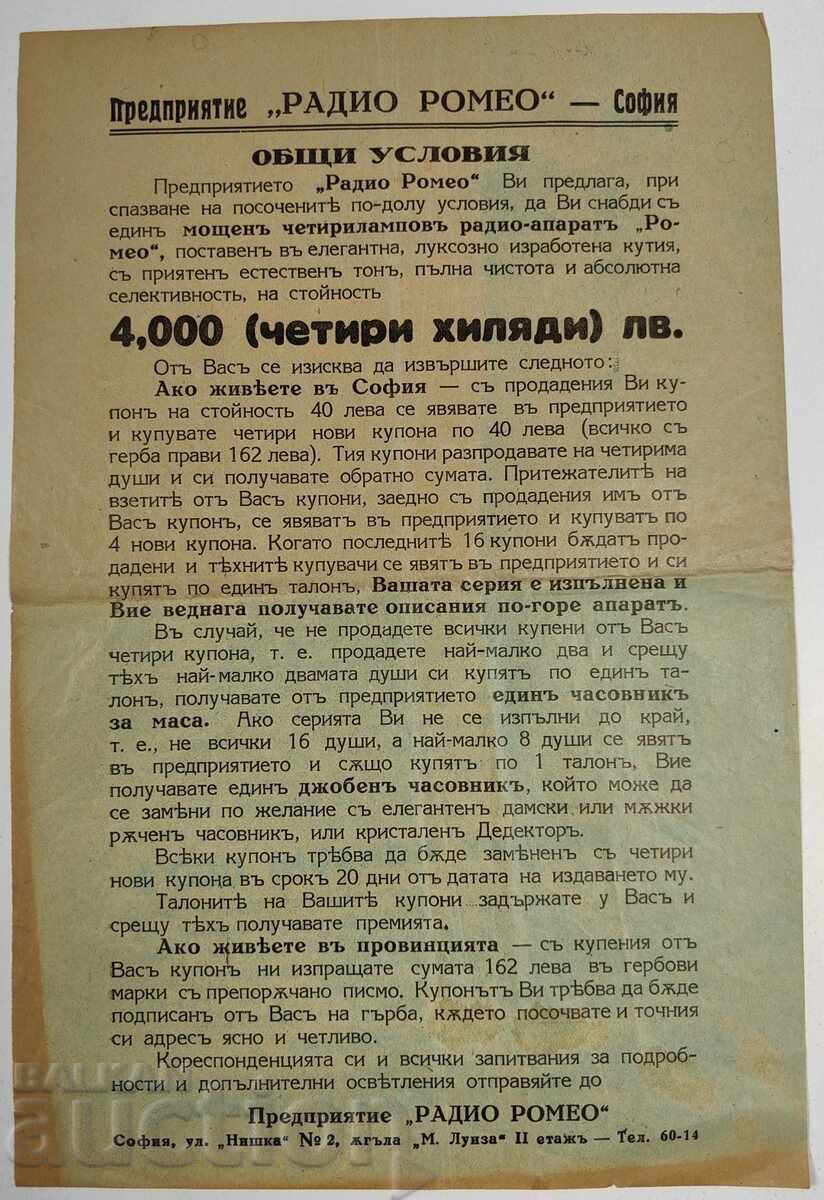 Предприятие „РАДИО РОМЕО“ — София
ОБЩИ УСЛОВИЯ
Предприятието „Радио Ромео“ Ви предлага, при
спазване на посоченитѣ по-долу условия, да Ви снабди съ
единъ мощенъ четириламповъ радио-апаратъ „Ро-
мео“, поставенъ въ елегантна, луксозно изработена кутия,
съ приятенъ естественъ тонъ, пълна чистота и абсолютна
селективность, на стойность
4,000 (четири хиляди) лв.
Отъ Васъ се изисква да извършите следното:
Ако живѣете въ София — съ продадения Ви ку-
понъ на стойность 40 лева се явявате въ предприятието
и купувате четири нови купона по 40 лева (всичко съ
герба прави 162 лева). Тия купони разпродавате на четирима
души и си получавате обратно сумата. Притежателитѣ на
взетитѣ отъ Васъ купони, заедно съ продадения имъ отъ
Васъ купонъ, се явяватъ въ предприятието и купуватъ по
4 нови купона. Когато последнитѣ 16 купони бѫдатъ про-
дадени и тѣхнитѣ купувачи се явятъ въ предприятието и си
купятъ по единъ талонъ, Вашата серия е изпълнена и
Вие веднага получавате описания по-горе апаратъ.
Въ случай, че не продадете всички купени отъ Васъ
четири купона, т. е. продадете най-малко два и срещу
тѣхъ най-малко двамата души си купятъ по единъ та-
лонъ, получавате отъ предприятието единъ часовникъ
за маса. Ако серията Ви не се изпълни до край,
т. е., не всички 16 души, а най-малко 8 души се явятъ
въ предприятието и сѫщо купятъ по 1 талонъ, Вие
получавате единъ джобенъ часовникъ, който може да
се замѣни по желание съ елегантенъ дамски или мѫжки
рѫченъ часовникъ, или кристаленъ Дедекторъ.
Всѣки купонъ трѣбва да бѫде замѣненъ съ четири
нови купона въ срокъ 20 дни отъ датата на издаването му.
Талонитѣ на Вашитѣ купони задържате у Васъ и
срещу тѣхъ получавате премията.
Ако живѣете въ провинцията — съ купения отъ
Васъ купонъ ни изпращате сумата 162 лева въ гербови
марки съ препорѫчано писмо. Купонътъ Ви трѣбва да бѫде
подписанъ отъ Васъ на гърба, кѫдето посочвате и точния
си адресъ ясно и четливо.
Кореспонденцията си и всички запитвания за подроб-
ности и допълнителни освѣтления отправяйте до
Предприятие „РАДИО РОМЕО“
София, ул. „Нишка“ № 2, ѫгъла „М. Луиза“ II етажъ — Тел. 60-14
BALKAN
auction